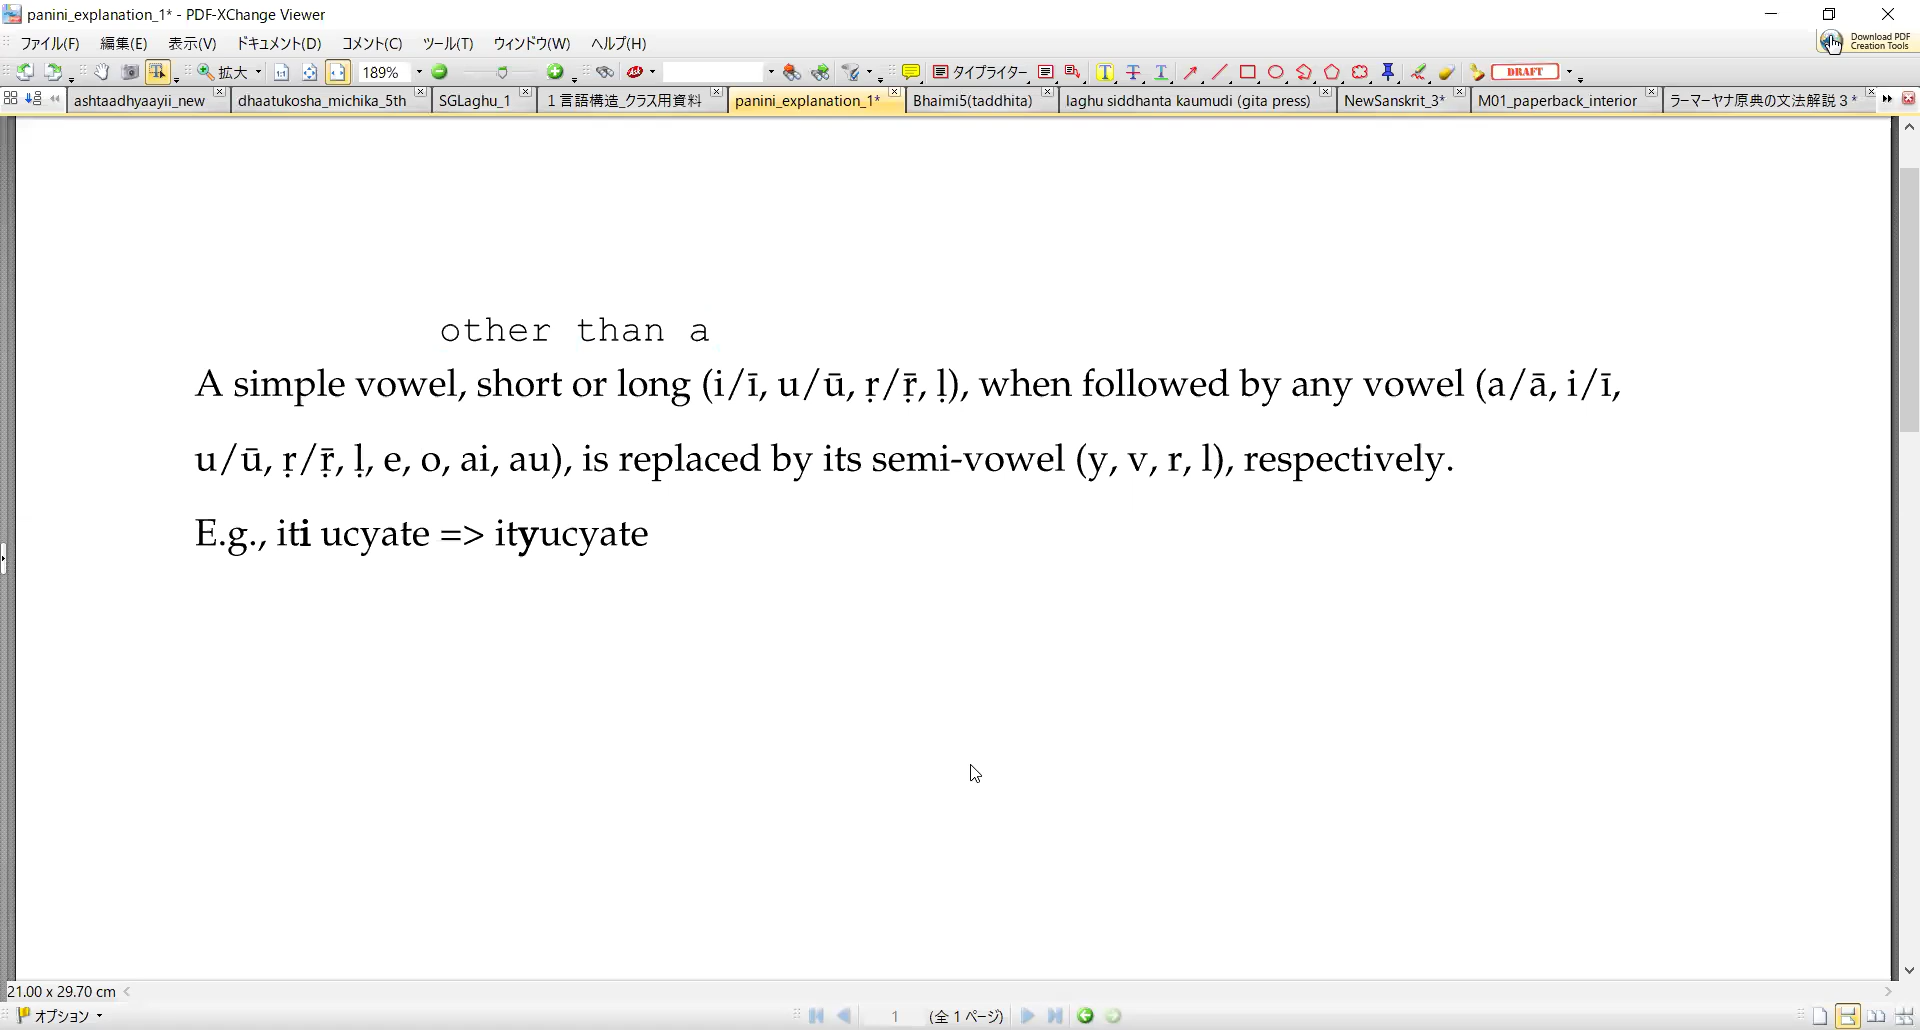 panini_explanation_1* - PDF-XChange Viewer
ファイル(F) 編集(E) 表示(V) ドキュメント(D) コメント(C) ツール(T) ウィンドウ(W) ヘルプ(H)
Download PDF
Creation Tools
拡大 189% タイプライター DRAFT
ashtaadhyaayii_new dhaatukosha_michika_5th SGLaghu_1 1 言語構造_クラス用資料 panini_explanation_1* Bhaimi5(taddhita) laghu siddhanta kaumudi (gita press) NewSanskrit_3* M01_paperback_interior ラーマーヤナ原典の文法解説３*
other than a
A simple vowel, short or long (i/ī, u/ū, ṛ/ṝ, ḷ), when followed by any vowel (a/ā, i/ī,
u/ū, ṛ/ṝ, ḷ, e, o, ai, au), is replaced by its semi-vowel (y, v, r, l), respectively.
E.g., iti ucyate => ityucyate
21.00 x 29.70 cm
オプション 1 (全 1 ページ)